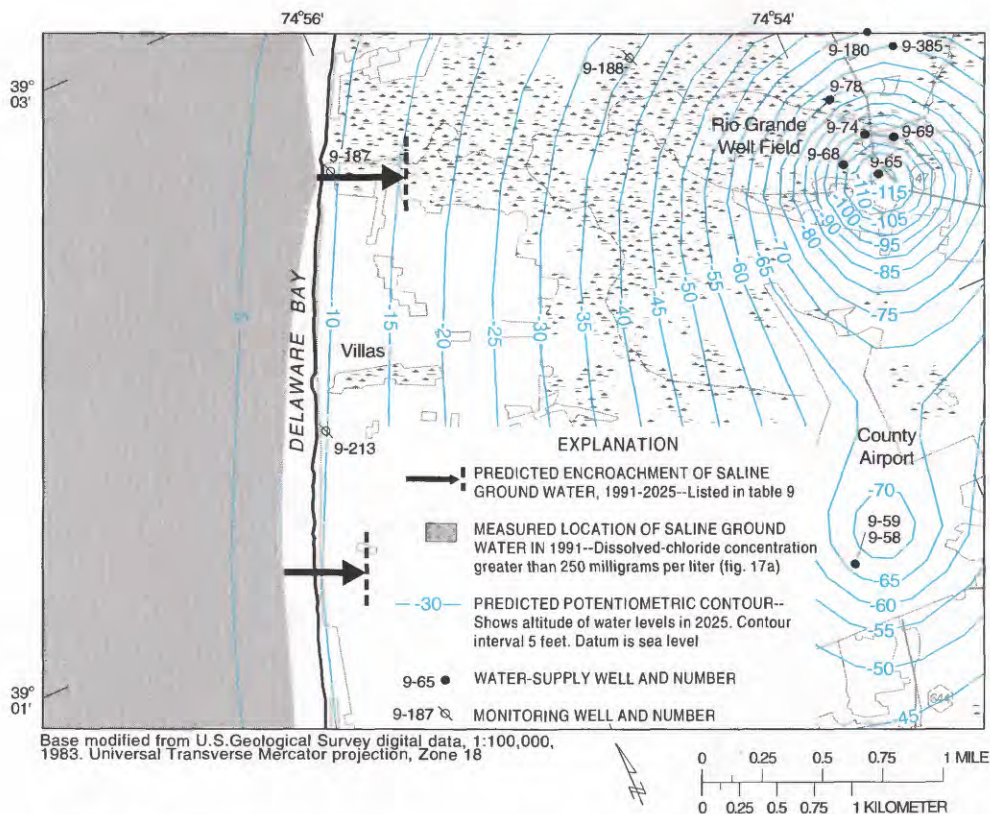 74°56'
74°54'
39°
03'
9-180
9-385
9-188
9-78
Rio Grande
Well Field
9-74
9-69
9-187
9-68
9-65
47
-115
-110
-105
-100
-95
-90
-85
-80
-75
-70
-65
-60
-55
-50
-45
-40
-35
-30
-25
-20
-15
-10
-5
DELAWARE BAY
Villas
9-213
County
Airport
-70
9-59
9-58
-65
-60
-55
-50
-45
644
EXPLANATION
PREDICTED ENCROACHMENT OF SALINE
GROUND WATER, 1991-2025--Listed in table 9
MEASURED LOCATION OF SALINE GROUND
WATER IN 1991--Dissolved-chloride concentration
greater than 250 milligrams per liter (fig. 17a)
-30 PREDICTED POTENTIOMETRIC CONTOUR--
Shows altitude of water levels in 2025. Contour
interval 5 feet. Datum is sea level
9-65 WATER-SUPPLY WELL AND NUMBER
9-187 MONITORING WELL AND NUMBER
39°
01'
Base modified from U.S.Geological Survey digital data, 1:100,000,
1983. Universal Transverse Mercator projection, Zone 18
0 0.25 0.5 0.75 1 MILE
0 0.25 0.5 0.75 1 KILOMETER